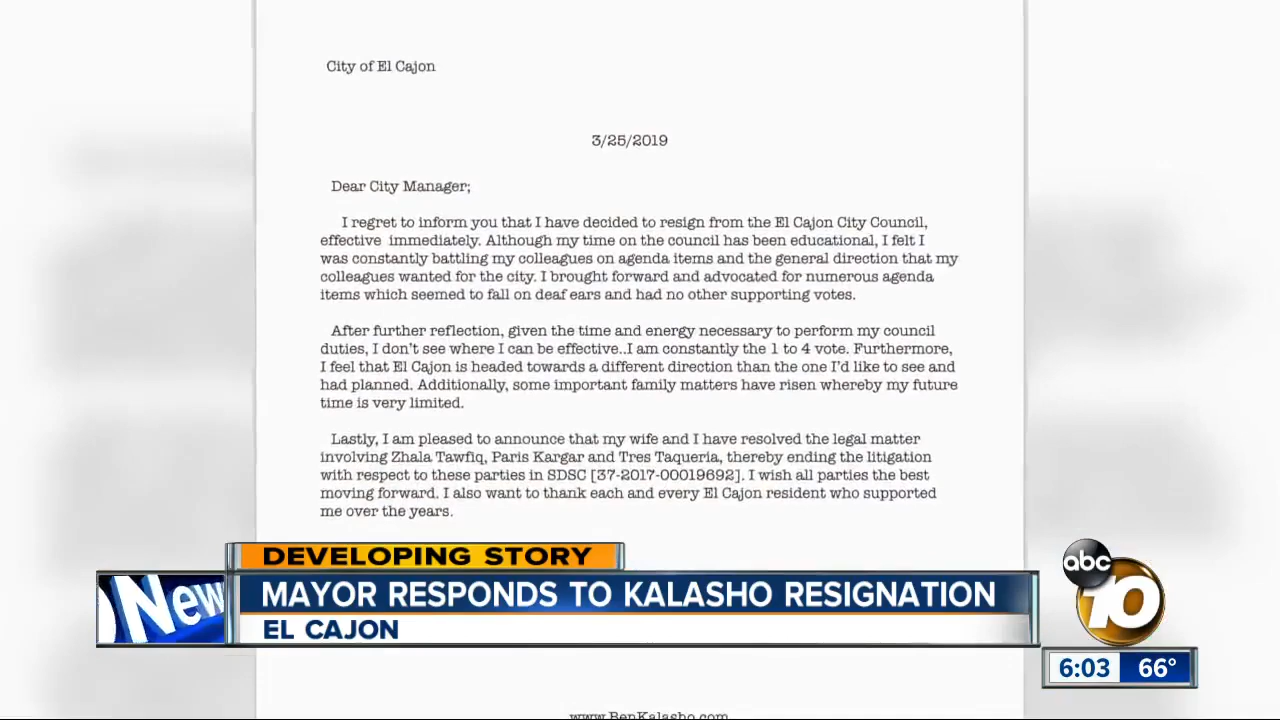 City of El Cajon
3/25/2019
Dear City Manager;
I regret to inform you that I have decided to resign from the El Cajon City Council,
effective immediately. Although my time on the council has been educational, I felt I
was constantly battling my colleagues on agenda items and the general direction that my
colleagues wanted for the city. I brought forward and advocated for numerous agenda
items which seemed to fall on deaf ears and had no other supporting votes.
After further reflection, given the time and energy necessary to perform my council
duties, I don't see where I can be effective..I am constantly the 1 to 4 vote. Furthermore,
I feel that El Cajon is headed towards a different direction than the one I'd like to see and
had planned. Additionally, some important family matters have risen whereby my future
time is very limited.
Lastly, I am pleased to announce that my wife and I have resolved the legal matter
involving Zhala Tawfiq, Paris Kargar and Tres Taqueria, thereby ending the litigation
with respect to these parties in SDSC [37-2017-00019692]. I wish all parties the best
moving forward. I also want to thank each and every El Cajon resident who supported
me over the years.
DEVELOPING STORY
New
MAYOR RESPONDS TO KALASHO RESIGNATION
EL CAJON
abc
10
6:03 66°
www.BenKalasho.com